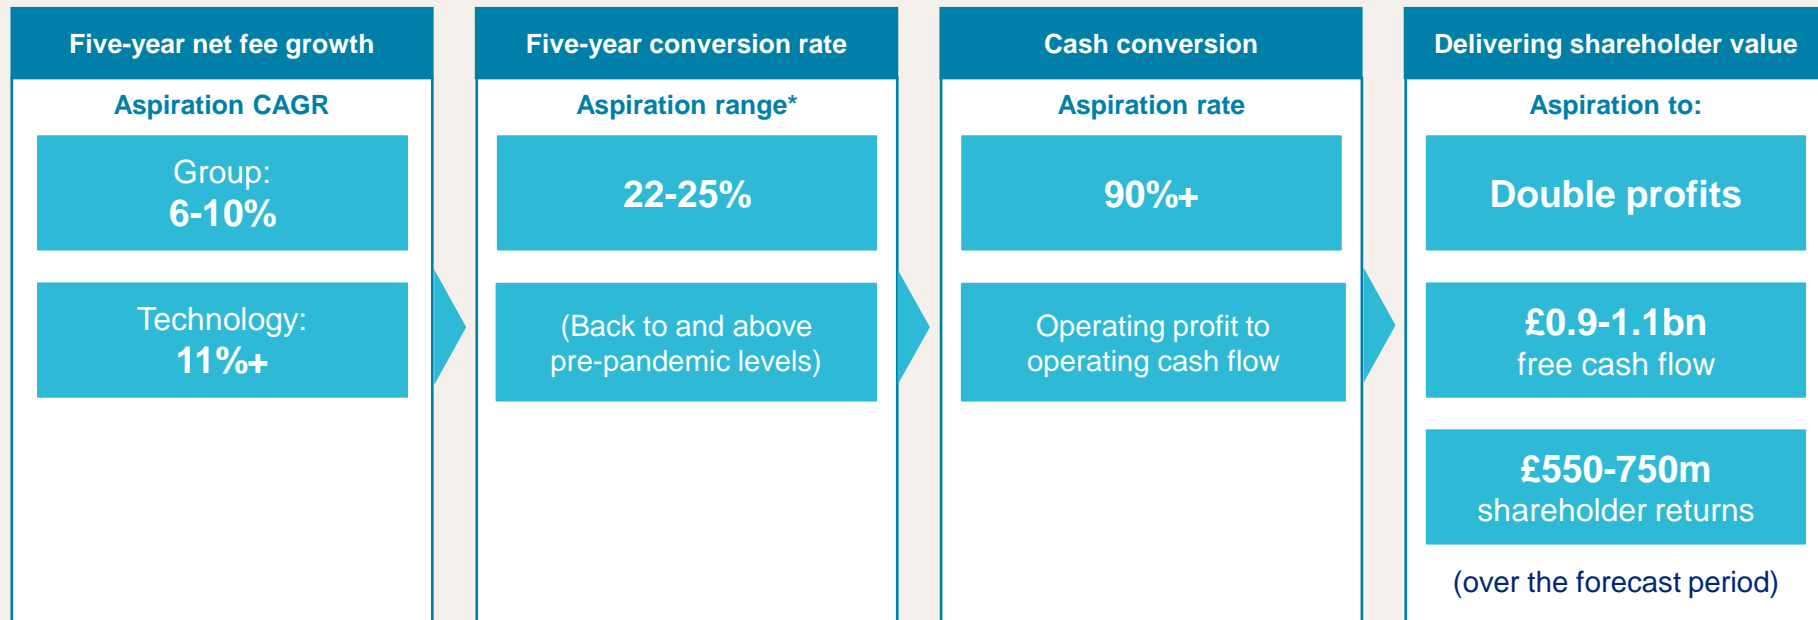 Five-year net fee growth
Aspiration CAGR
Group:
6-10%
Technology:
11%+
Five-year conversion rate
Aspiration range*
22-25%
(Back to and above
pre-pandemic levels)
Cash conversion
Aspiration rate
90%+
Operating profit to
operating cash flow
Delivering shareholder value
Aspiration to:
Double profits
£0.9-1.1bn
free cash flow
£550-750m
shareholder returns
(over the forecast period)